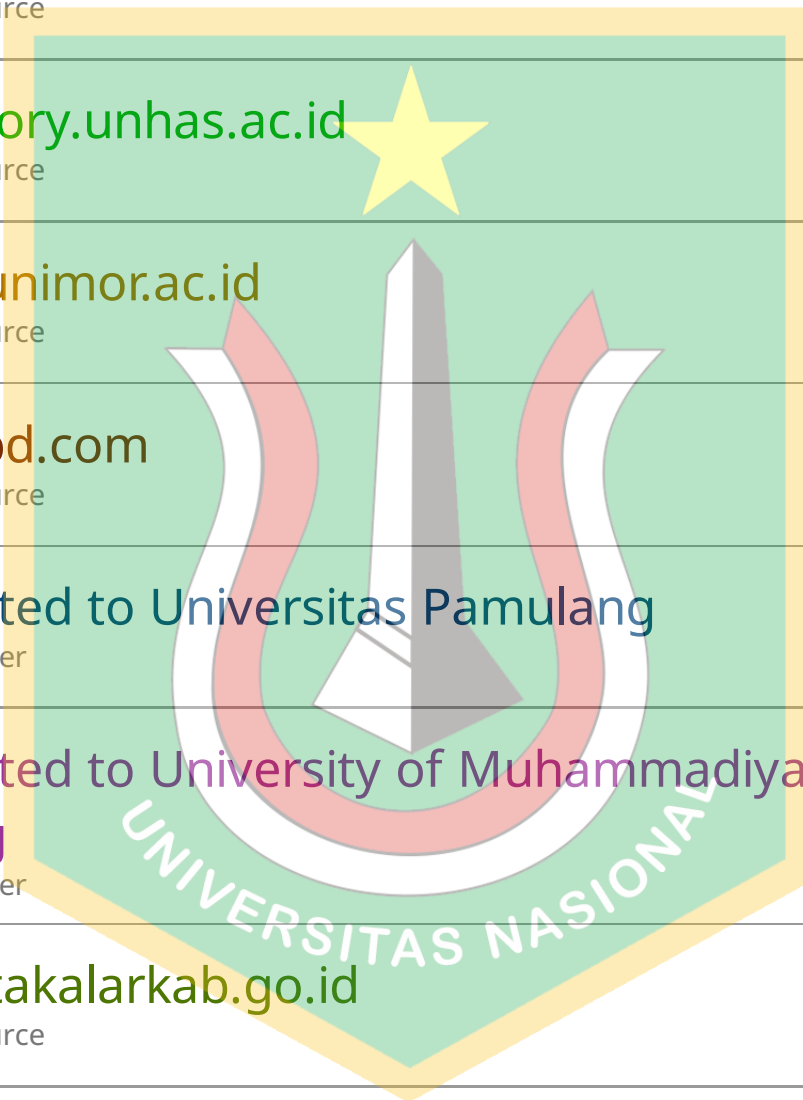 rce
ory.unhas.ac.id
rce
unimor.ac.id
rce
od.com
rce
ted to Universitas Pamulang
er
ted to University of Muhammadiya
g
er
takalarkab.go.id
rce
UNIVERSITAS NASIONAL